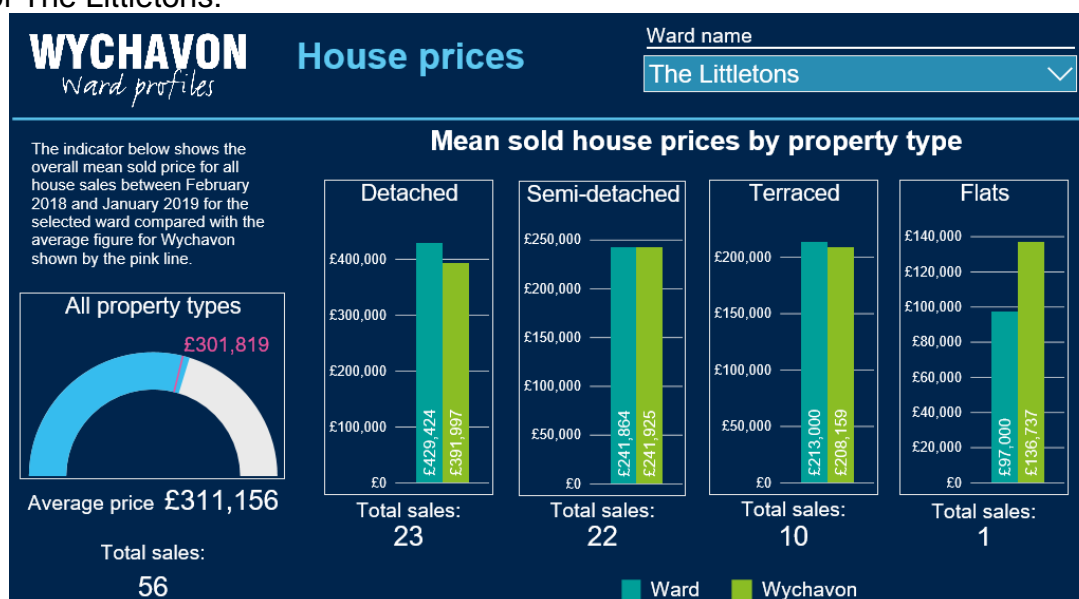 or The Littletons.
WYCHAVON
Ward profiles
House prices
Ward name
The Littletons
The indicator below shows the
overall mean sold price for all
house sales between February
2018 and January 2019 for the
selected ward compared with the
average figure for Wychavon
shown by the pink line.
All property types
£301,819
Average price £311,156
Total sales:
56
Mean sold house prices by property type
Detached
£400,000
£300,000
£200,000
£100,000
£0
£429,424
£391,997
Total sales:
23
Semi-detached
£250,000
£200,000
£150,000
£100,000
£50,000
£0
£241,864
£241,925
Total sales:
22
Terraced
£200,000
£150,000
£100,000
£50,000
£0
£213,000
£208,159
Total sales:
10
Flats
£140,000
£120,000
£100,000
£80,000
£60,000
£40,000
£20,000
£0
£97,000
£136,737
Total sales:
1
Ward
Wychavon